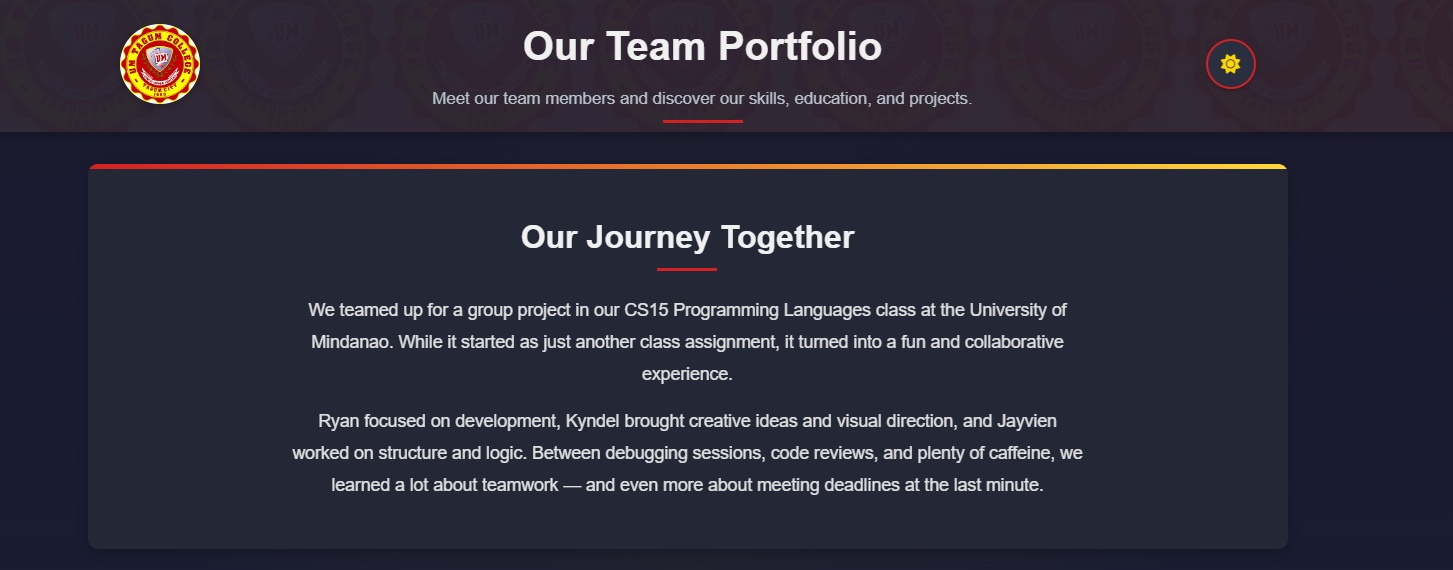 UM TAGUM COLLEGE
UM
TAGUM CITY
Our Team Portfolio
Meet our team members and discover our skills, education, and projects.
Our Journey Together
We teamed up for a group project in our CS15 Programming Languages class at the University of
Mindanao. While it started as just another class assignment, it turned into a fun and collaborative
experience.
Ryan focused on development, Kyndel brought creative ideas and visual direction, and Jayvien
worked on structure and logic. Between debugging sessions, code reviews, and plenty of caffeine, we
learned a lot about teamwork — and even more about meeting deadlines at the last minute.